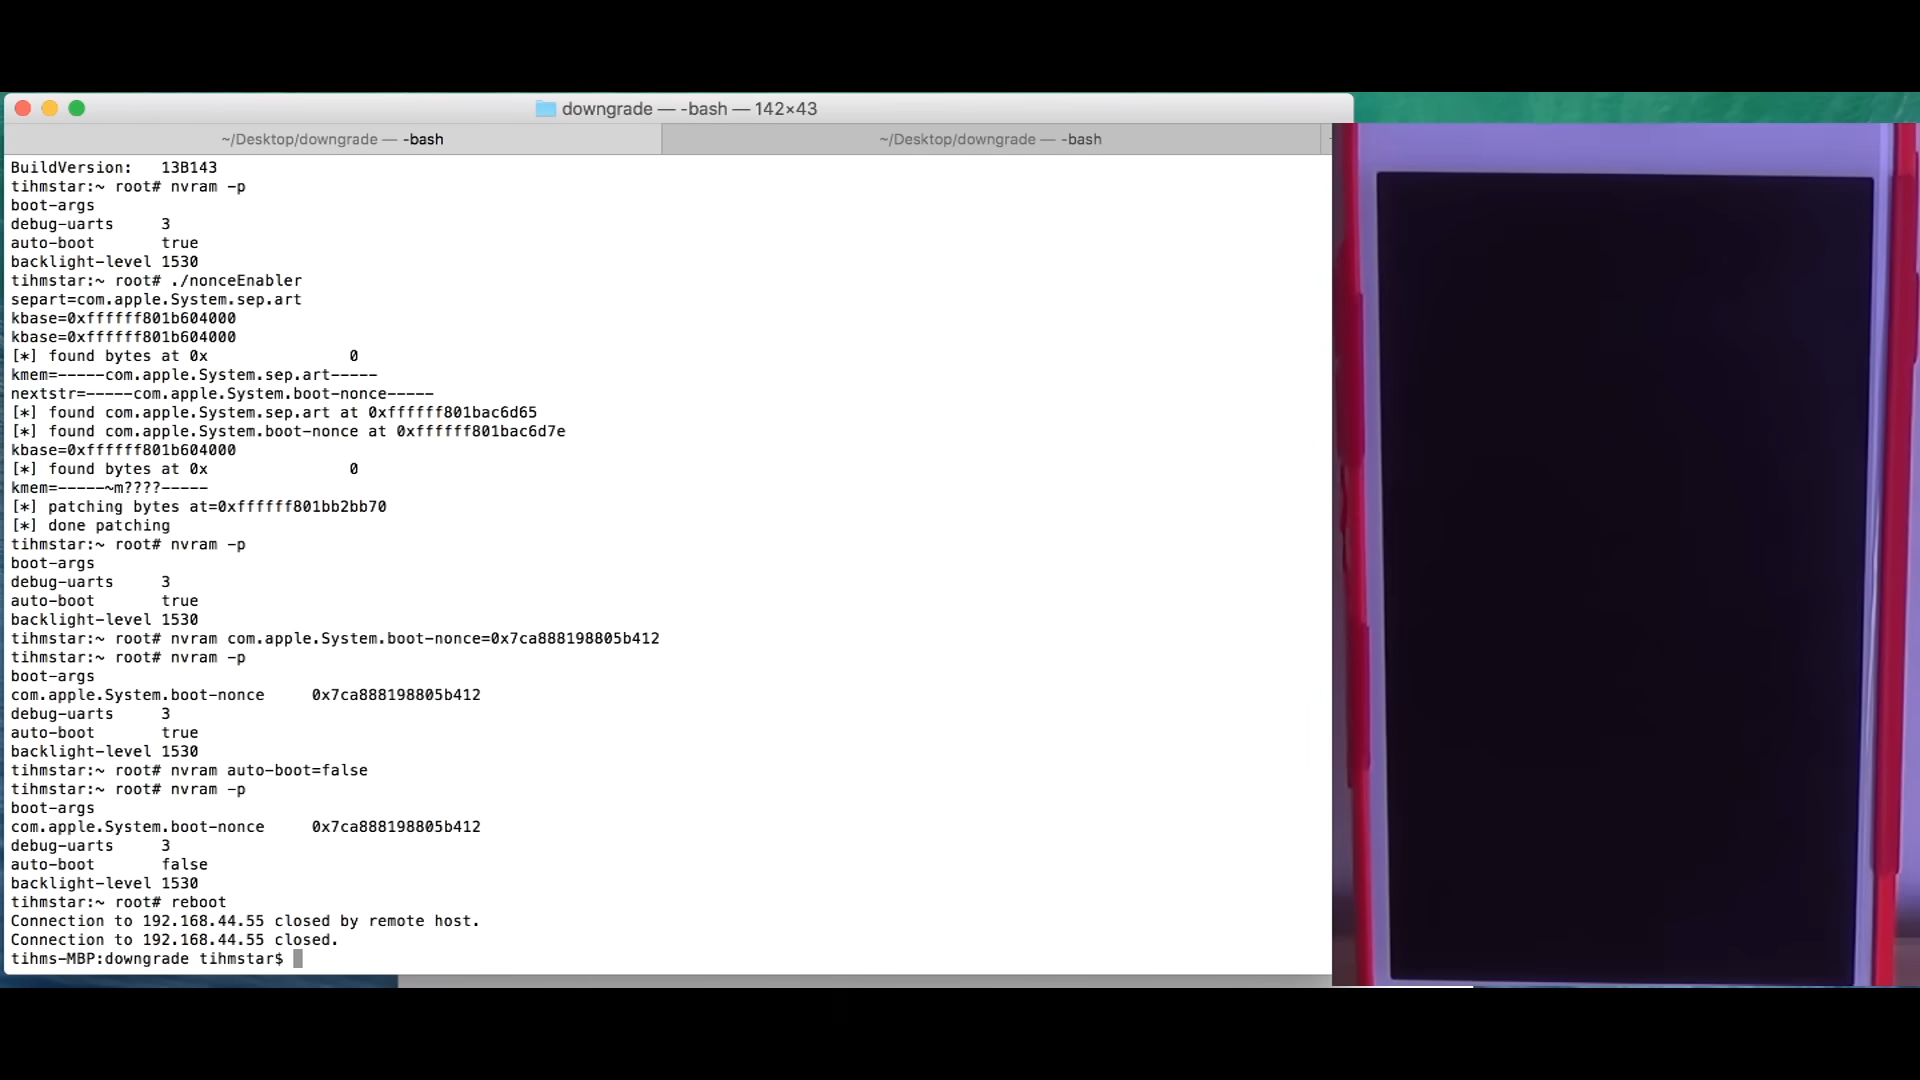 downgrade — -bash — 142×43
~/Desktop/downgrade — -bash
~/Desktop/downgrade — -bash
BuildVersion: 13B143
tihmstar:~ root# nvram -p
boot-args
debug-uarts 3
auto-boot true
backlight-level 1530
tihmstar:~ root# ./nonceEnabler
separt=com.apple.System.sep.art
kbase=0xffffff801b604000
kbase=0xffffff801b604000
[*] found bytes at 0x 0
kmem=-----com.apple.System.sep.art-----
nextstr=-----com.apple.System.boot-nonce-----
[*] found com.apple.System.sep.art at 0xffffff801bac6d65
[*] found com.apple.System.boot-nonce at 0xffffff801bac6d7e
kbase=0xffffff801b604000
[*] found bytes at 0x 0
kmem=-----~m????-----
[*] patching bytes at=0xffffff801bb2bb70
[*] done patching
tihmstar:~ root# nvram -p
boot-args
debug-uarts 3
auto-boot true
backlight-level 1530
tihmstar:~ root# nvram com.apple.System.boot-nonce=0x7ca888198805b412
tihmstar:~ root# nvram -p
boot-args
com.apple.System.boot-nonce 0x7ca888198805b412
debug-uarts 3
auto-boot true
backlight-level 1530
tihmstar:~ root# nvram auto-boot=false
tihmstar:~ root# nvram -p
boot-args
com.apple.System.boot-nonce 0x7ca888198805b412
debug-uarts 3
auto-boot false
backlight-level 1530
tihmstar:~ root# reboot
Connection to 192.168.44.55 closed by remote host.
Connection to 192.168.44.55 closed.
tihms-MBP:downgrade tihmstar$